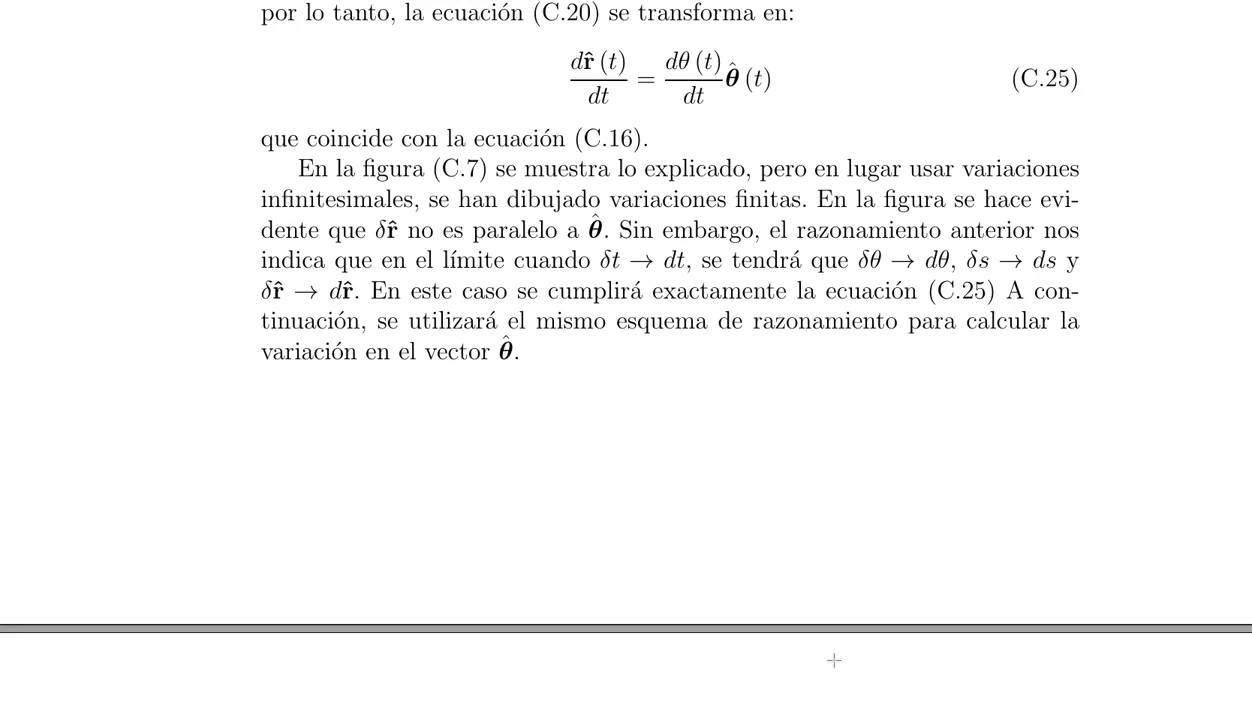 por lo tanto, la ecuación (C.20) se transforma en:
d𝐫̂ (t) / dt = dθ (t) / dt 𝛉̂ (t) (C.25)
que coincide con la ecuación (C.16).
En la figura (C.7) se muestra lo explicado, pero en lugar usar variaciones
infinitesimales, se han dibujado variaciones finitas. En la figura se hace evi-
dente que δ𝐫̂ no es paralelo a 𝛉̂. Sin embargo, el razonamiento anterior nos
indica que en el límite cuando δt → dt, se tendrá que δθ → dθ, δs → ds y
δ𝐫̂ → d𝐫̂. En este caso se cumplirá exactamente la ecuación (C.25) A con-
tinuación, se utilizará el mismo esquema de razonamiento para calcular la
variación en el vector 𝛉̂.